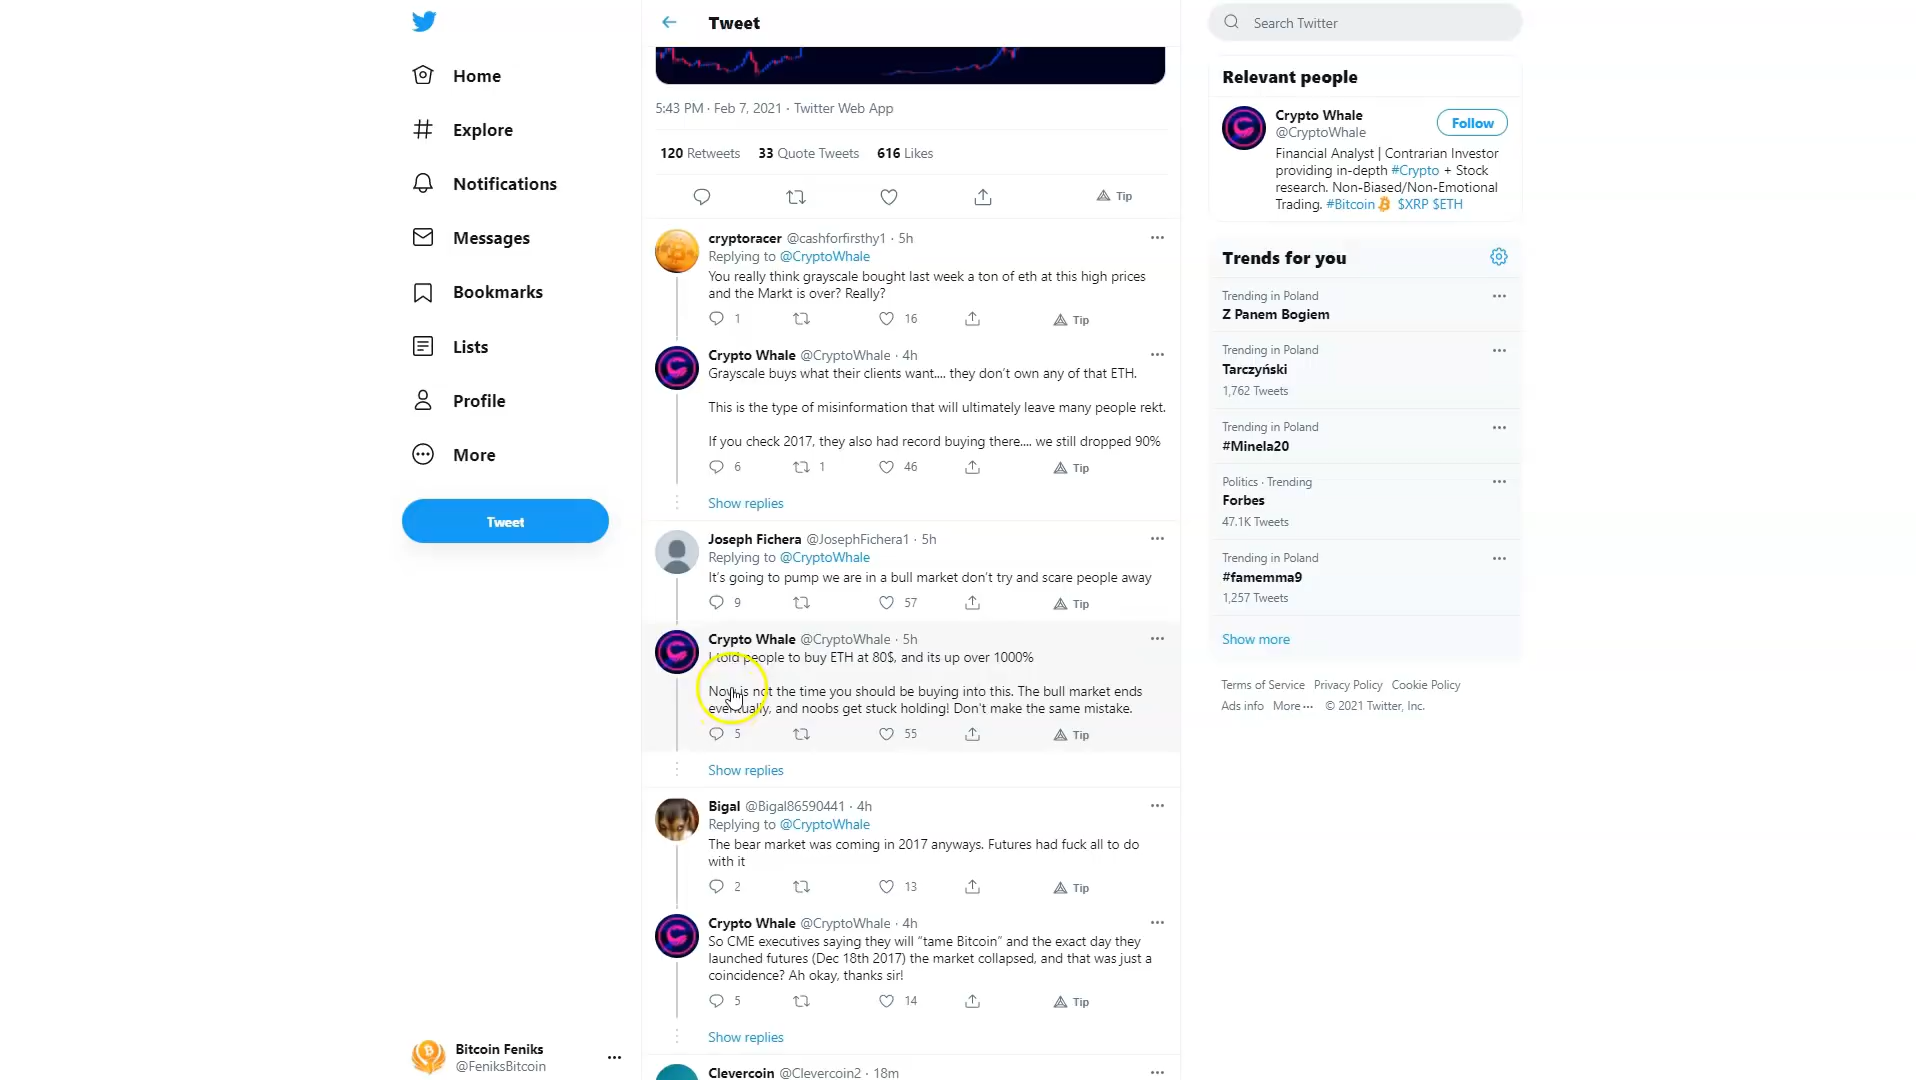 Home
Explore
Notifications
Messages
Bookmarks
Lists
Profile
More
Tweet
Bitcoin Feniks
@FeniksBitcoin
Tweet
5:43 PM · Feb 7, 2021 · Twitter Web App
120 Retweets 33 Quote Tweets 616 Likes
Tip
cryptoracer @cashforfirsthy1 · 5h
Replying to @CryptoWhale
You really think grayscale bought last week a ton of eth at this high prices
and the Markt is over? Really?
1 16 Tip
Crypto Whale @CryptoWhale · 4h
Grayscale buys what their clients want.... they don't own any of that ETH.
This is the type of misinformation that will ultimately leave many people rekt.
If you check 2017, they also had record buying there.... we still dropped 90%
6 1 46 Tip
Show replies
Joseph Fichera @JosephFichera1 · 5h
Replying to @CryptoWhale
It's going to pump we are in a bull market don't try and scare people away
9 57 Tip
Crypto Whale @CryptoWhale · 5h
I told people to buy ETH at 80$, and its up over 1000%
Now is not the time you should be buying into this. The bull market ends
eventually, and noobs get stuck holding! Don't make the same mistake.
5 55 Tip
Show replies
Bigal @Bigal86590441 · 4h
Replying to @CryptoWhale
The bear market was coming in 2017 anyways. Futures had fuck all to do
with it
2 13 Tip
Crypto Whale @CryptoWhale · 4h
So CME executives saying they will "tame Bitcoin" and the exact day they
launched futures (Dec 18th 2017) the market collapsed, and that was just a
coincidence? Ah okay, thanks sir!
5 14 Tip
Show replies
Clevercoin @Clevercoin2 · 18m
Search Twitter
Relevant people
Crypto Whale
@CryptoWhale
Follow
Financial Analyst | Contrarian Investor
providing in-depth #Crypto + Stock
research. Non-Biased/Non-Emotional
Trading. #Bitcoin $XRP $ETH
Trends for you
Trending in Poland
Z Panem Bogiem
Trending in Poland
Tarczyński
1,762 Tweets
Trending in Poland
#Minela20
Politics · Trending
Forbes
47.1K Tweets
Trending in Poland
#famemma9
1,257 Tweets
Show more
Terms of Service Privacy Policy Cookie Policy
Ads info More © 2021 Twitter, Inc.